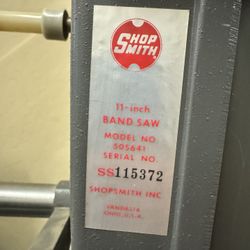 SHOP
SMITH
11-inch
BAND SAW
MODEL NO
505641
SERIAL NO.
SS115372
SHOPSMITH INC
VANDALIA
OHIO, U.S.A.